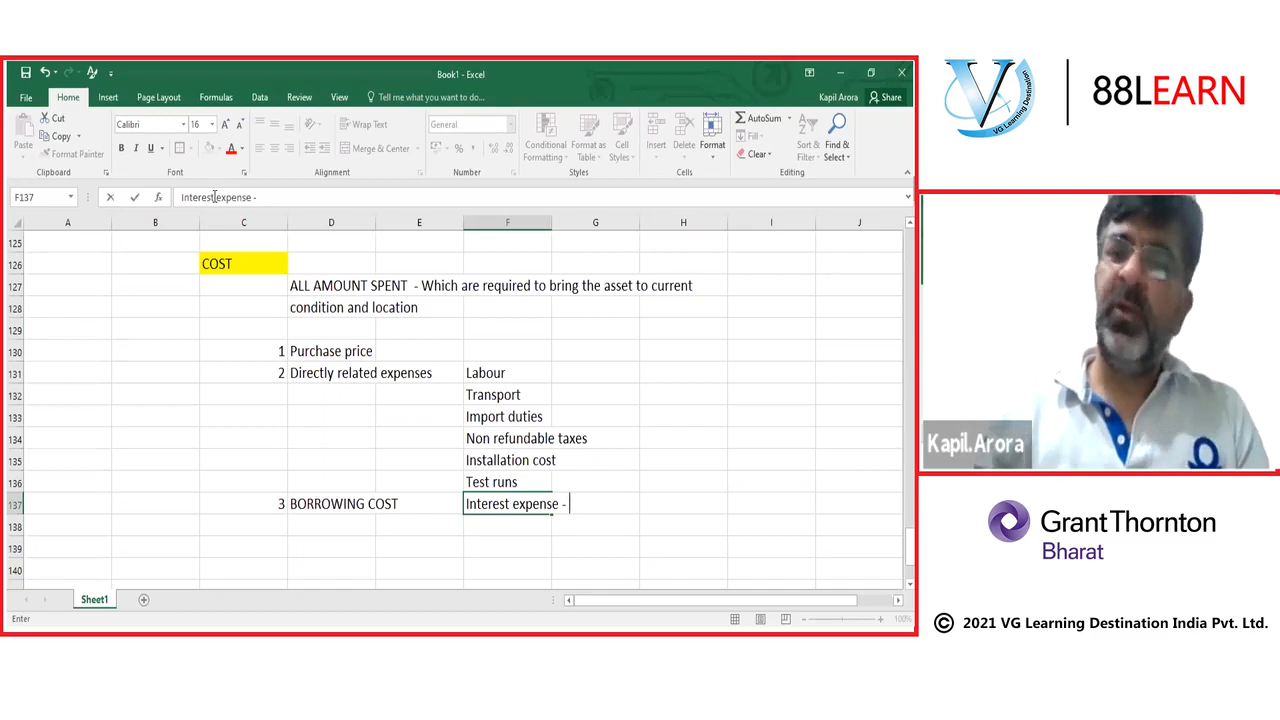 Book1 - Excel
File Home Insert Page Layout Formulas Data Review View Tell me what you want to do... Kapil Arora Share
Paste Cut Copy Format Painter Clipboard
Calibri 16 B I U A Font
Wrap Text Merge & Center Alignment
General % Number
Conditional Formatting Format as Table Cell Styles Styles
Insert Delete Format Cells
AutoSum Fill Clear Sort & Filter Find & Select Editing
F137 fx Interest expense -
A B C D E F G H I J
125
126 COST
127 ALL AMOUNT SPENT - Which are required to bring the asset to current
128 condition and location
129
130 1 Purchase price
131 2 Directly related expenses Labour
132 Transport
133 Import duties
134 Non refundable taxes
135 Installation cost
136 Test runs
137 3 BORROWING COST Interest expense -
138
139
140
Sheet1
Enter 100%
V VG Learning Destination
88LEARN
Kapil.Arora
GrantThornton
Bharat
© 2021 VG Learning Destination India Pvt. Ltd.